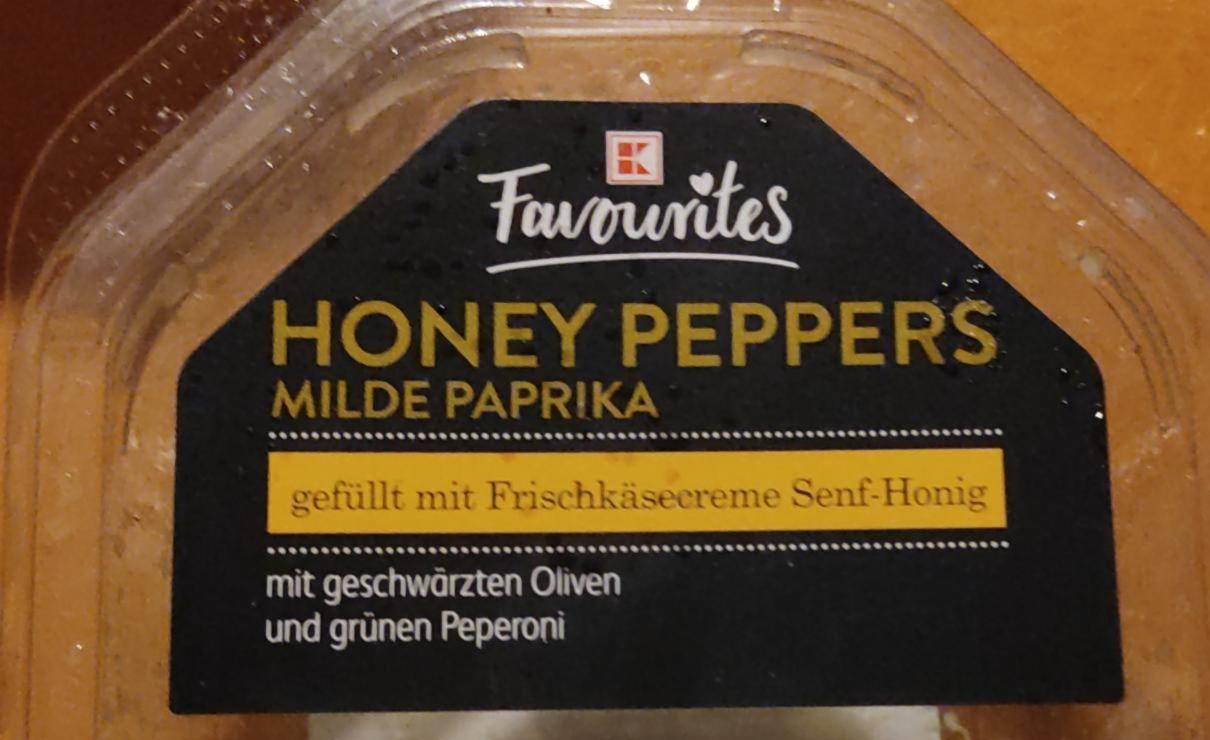 K
Favourites
HONEY PEPPERS
MILDE PAPRIKA
gefüllt mit Frischkäsecreme Senf-Honig
mit geschwärzten Oliven
und grünen Peperoni